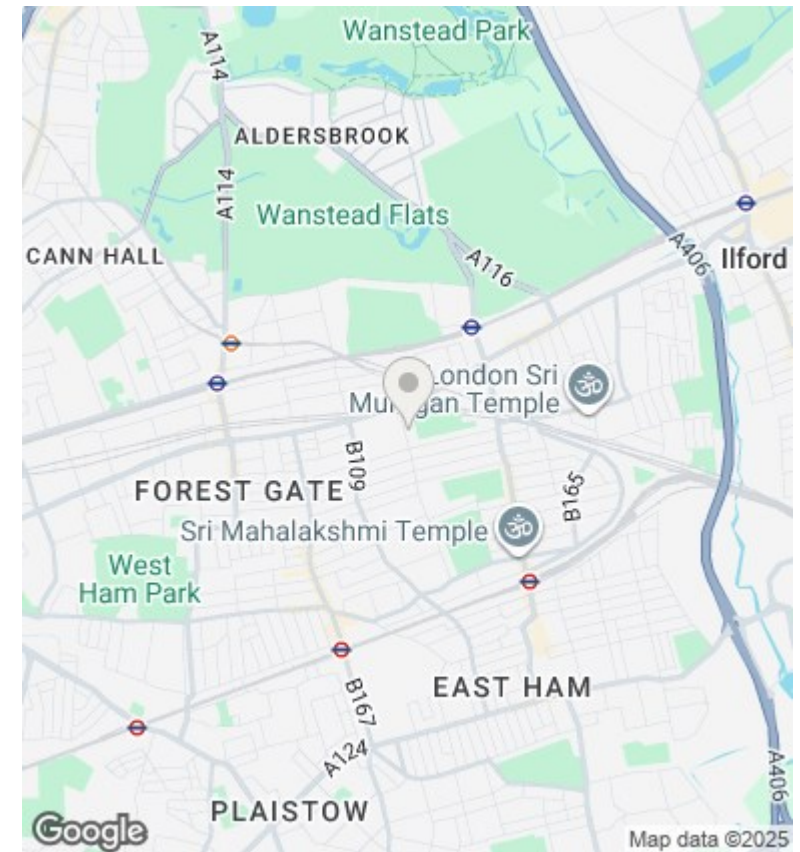 Wanstead Park
A114
ALDERSBROOK
A114
Wanstead Flats
CANN HALL
A116
A406
Ilford
London Sri
Murugan Temple
B109
FOREST GATE
B165
Sri Mahalakshmi Temple
West
Ham Park
EAST HAM
B167
A124
A406
PLAISTOW
Google
Map data ©2025